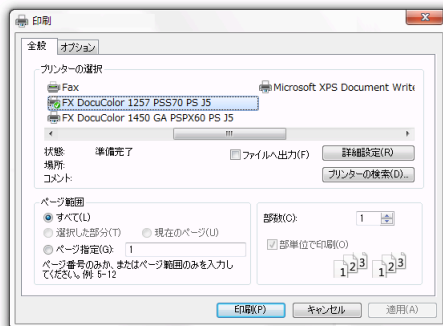 印刷
全般 オプション
プリンターの選択
Fax Microsoft XPS Document Write
FX DocuColor 1257 PSS70 PS J5
FX DocuColor 1450 GA PSPX60 PS J5
状態: 準備完了 ファイルへ出力(F) 詳細設定(R)
場所:
コメント: プリンターの検索(D)...
ページ範囲
すべて(L) 部数(C): 1
選択した部分(T) 現在のページ(U)
ページ指定(G): 1 部単位で印刷(O)
ページ番号のみか、またはページ範囲のみを入力し
てください。例: 5-12
1 2 3 1 2 3
印刷(P) キャンセル 適用(A)